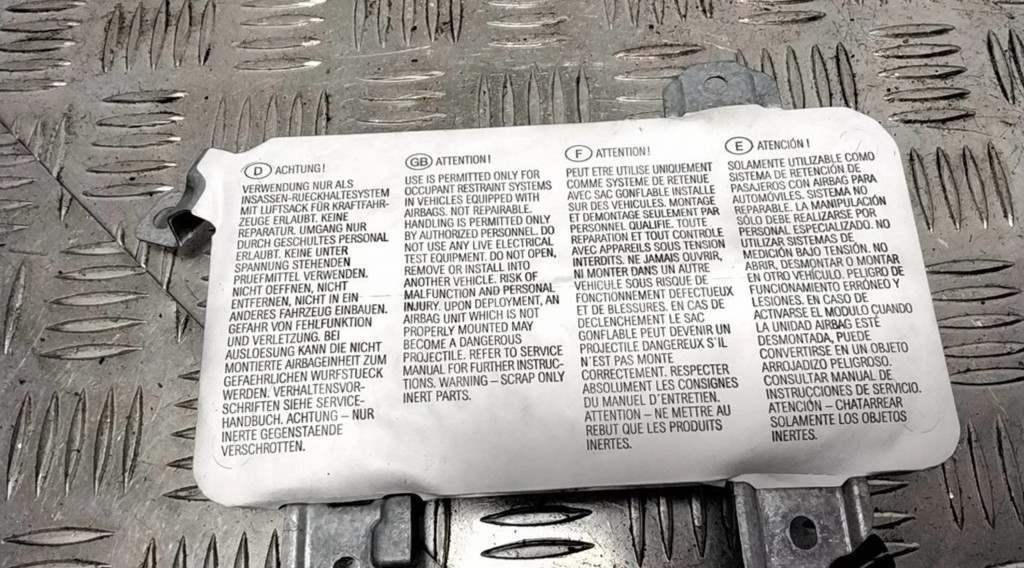 D ACHTUNG!
VERWENDUNG NUR ALS
INSASSEN-RUECKHALTESYSTEM
MIT LUFTSACK FÜR KRAFTFAHR-
ZEUGE ERLAUBT. KEINE
REPARATUR. UMGANG NUR
DURCH GESCHULTES PERSONAL
ERLAUBT. KEINE UNTER
SPANNUNG STEHENDEN
PRUEFMITTEL VERWENDEN.
NICHT OEFFNEN, NICHT
ENTFERNEN, NICHT IN EIN
ANDERES FAHRZEUG EINBAUEN.
GEFAHR VON FEHLFUNKTION
UND VERLETZUNG. BEI
AUSLOESUNG KANN DIE NICHT
MONTIERTE AIRBAGEINHEIT ZUM
GEFAEHRLICHEN WURFSTUECK
WERDEN. VERHALTENSVOR-
SCHRIFTEN SIEHE SERVICE-
HANDBUCH. ACHTUNG – NUR
INERTE GEGENSTAENDE
VERSCHROTTEN.
GB ATTENTION!
USE IS PERMITTED ONLY FOR
OCCUPANT RESTRAINT SYSTEMS
IN VEHICLES EQUIPPED WITH
AIRBAGS. NOT REPAIRABLE.
HANDLING IS PERMITTED ONLY
BY AUTHORIZED PERSONNEL. DO
NOT USE ANY LIVE ELECTRICAL
TEST EQUIPMENT. DO NOT OPEN,
REMOVE OR INSTALL INTO
ANOTHER VEHICLE. RISK OF
MALFUNCTION AND PERSONAL
INJURY. UPON DEPLOYMENT, AN
AIRBAG UNIT WHICH IS NOT
PROPERLY MOUNTED MAY
BECOME A DANGEROUS
PROJECTILE. REFER TO SERVICE
MANUAL FOR FURTHER INSTRUC-
TIONS. WARNING – SCRAP ONLY
INERT PARTS.
F ATTENTION!
PEUT ETRE UTILISE UNIQUEMENT
COMME SYSTEME DE RETENUE
AVEC SAC GONFLABLE INSTALLE
SUR DES VEHICULES. MONTAGE
ET DEMONTAGE SEULEMENT PAR
PERSONNEL QUALIFIE. TOUTE
REPARATION ET TOUT CONTROLE
AVEC APPAREILS SOUS TENSION
INTERDITS. NE JAMAIS OUVRIR,
NI MONTER DANS UN AUTRE
VEHICULE SOUS RISQUE DE
FONCTIONNEMENT DEFECTUEUX
ET DE BLESSURES. EN CAS DE
DECLENCHEMENT LE SAC
GONFLABLE PEUT DEVENIR UN
PROJECTILE DANGEREUX S'IL
N'EST PAS MONTE
CORRECTEMENT. RESPECTER
ABSOLUMENT LES CONSIGNES
DU MANUEL D'ENTRETIEN.
ATTENTION – NE METTRE AU
REBUT QUE LES PRODUITS
INERTES.
E ATENCIÓN!
SOLAMENTE UTILIZABLE COMO
SISTEMA DE RETENCIÓN DE
PASAJEROS CON AIRBAG PARA
AUTOMÓVILES. SISTEMA NO
REPARABLE. LA MANIPULACIÓN
SÓLO DEBE REALIZARSE POR
PERSONAL ESPECIALIZADO. NO
UTILIZAR SISTEMAS DE
MEDICIÓN BAJO TENSIÓN. NO
ABRIR, DESMONTAR O MONTAR
EN OTRO VEHÍCULO. PELIGRO DE
FUNCIONAMIENTO ERRÓNEO Y
LESIONES. EN CASO DE
ACTIVARSE EL MODULO CUANDO
LA UNIDAD AIRBAG ESTÉ
DESMONTADA, PUEDE
CONVERTIRSE EN UN OBJETO
ARROJADIZO PELIGROSO.
CONSULTAR MANUAL DE
INSTRUCCIONES DE SERVICIO.
ATENCIÓN – CHATARREAR
SOLAMENTE LOS OBJETOS
INERTES.